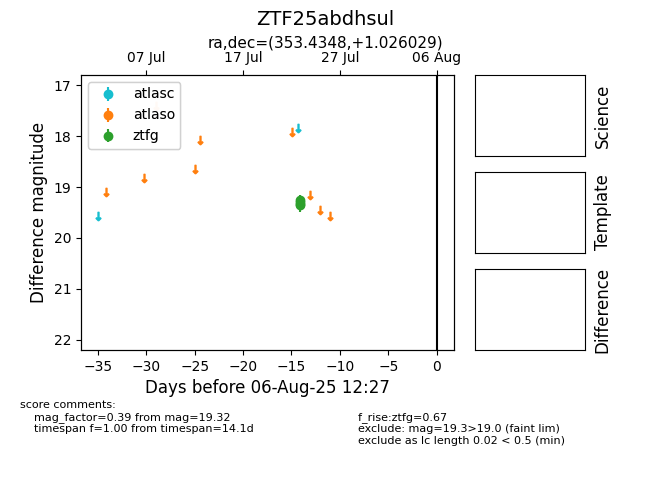 ZTF25abdhsul
ra,dec=(353.4348,+1.026029)
07 Jul
17 Jul
27 Jul
06 Aug
atlasc
atlaso
ztfg
17
18
19
20
21
22
Difference magnitude
−35
−30
−25
−20
−15
−10
−5
0
Days before 06-Aug-25 12:27
Science
Template
Difference
score comments:
mag_factor=0.39 from mag=19.32
timespan f=1.00 from timespan=14.1d
f_rise:ztfg=0.67
exclude: mag=19.3>19.0 (faint lim)
exclude as lc length 0.02 < 0.5 (min)